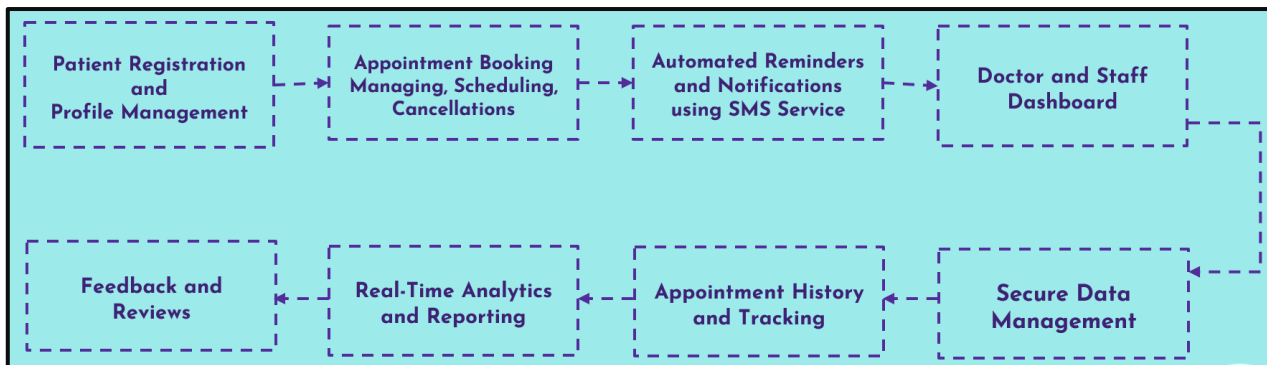 Patient Registration
and
Profile Management
Appointment Booking
Managing, Scheduling,
Cancellations
Automated Reminders
and Notifications
using SMS Service
Doctor and Staff
Dashboard
Secure Data
Management
Appointment History
and Tracking
Real-Time Analytics
and Reporting
Feedback and
Reviews